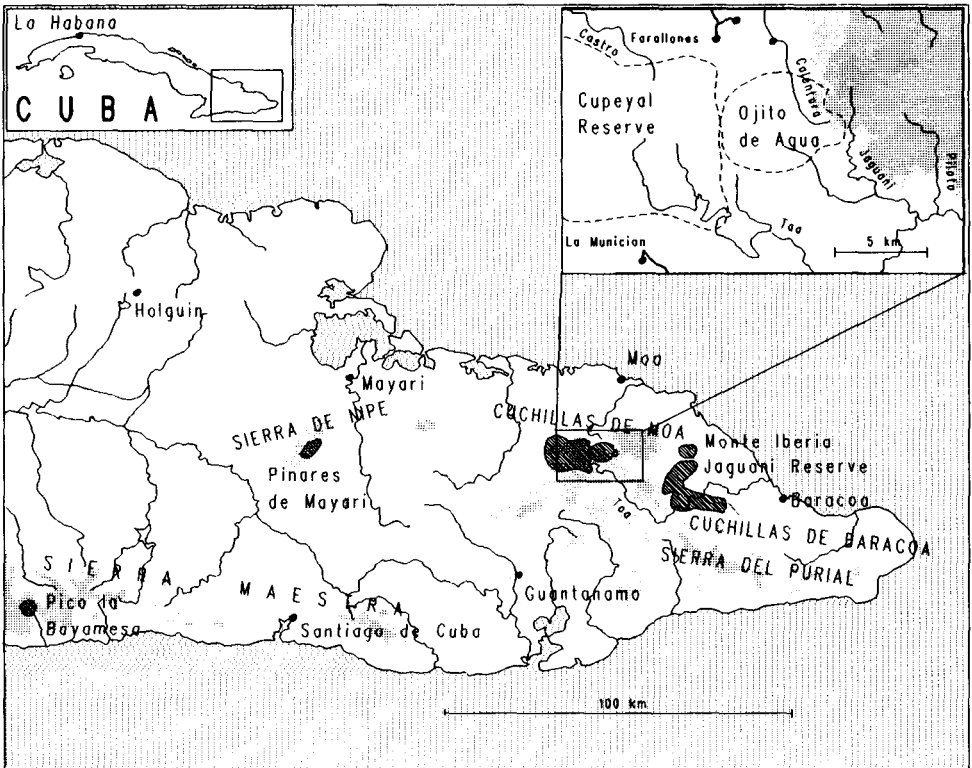 La Habana
CUBA
Farallones
Castro
Cupeyal
Reserve
Ojito
de Agua
Jaguani
Piloto
Taa
La Munician
5 km
Holguin
Moa
Mayari
SIERRA DE NIPE
Pinares
de Mayari
CUCHILLAS DE MOA
Monte Iberia
Jaguani Reserve
Baracoa
Toa
CUCHILLAS DE BARACOA
SIERRA DEL PURIAL
SIERRA MAESTRA
Guantanamo
Pico la
Bayamesa
Santiago de Cuba
100 km